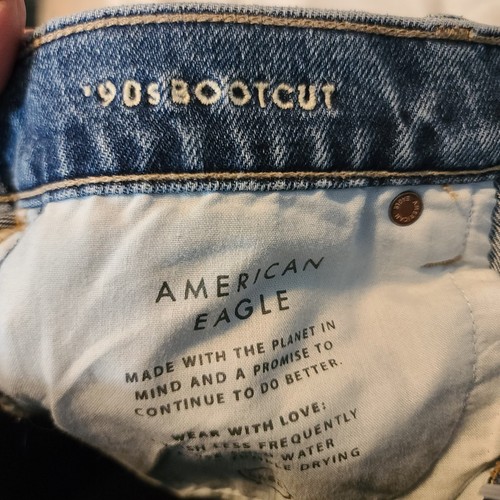 '90S BOOTCUT
AMERICAN
EAGLE
MADE WITH THE PLANET IN
MIND AND A PROMISE TO
CONTINUE TO DO BETTER.
WEAR WITH LOVE:
LESS FREQUENTLY
WATER
DRYING